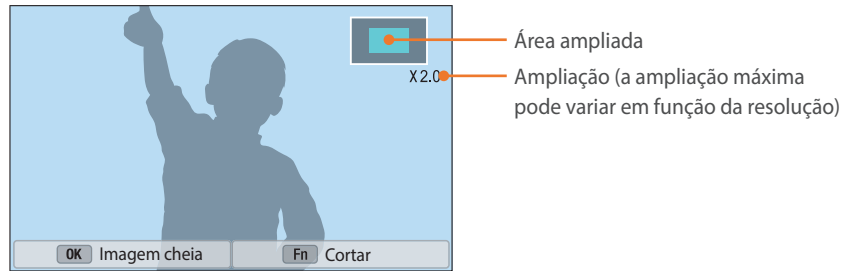 Área ampliada
X 2.0
Ampliação (a ampliação máxima
pode variar em função da resolução)
OK Imagem cheia Fn Cortar